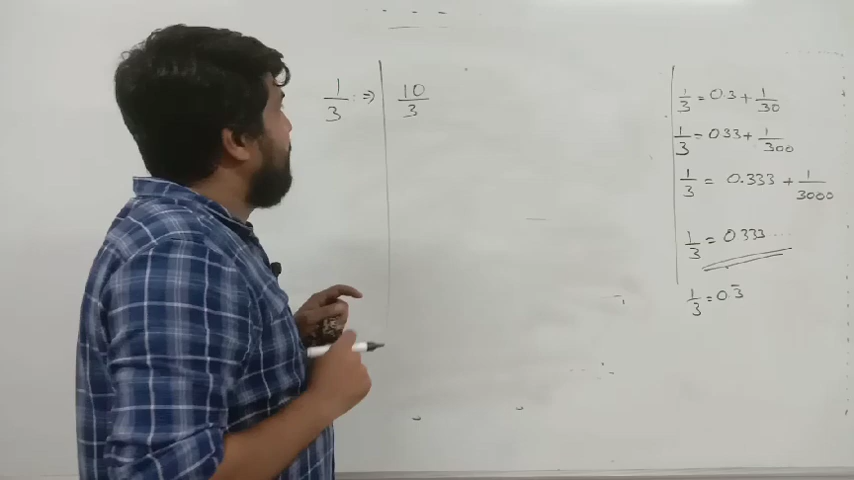 1/3 ⇒ 10/3
1/3 = 0.3 + 1/30
1/3 = 0.33 + 1/300
1/3 = 0.333 + 1/3000
1/3 = 0.333 ....
1/3 = 0.3̅